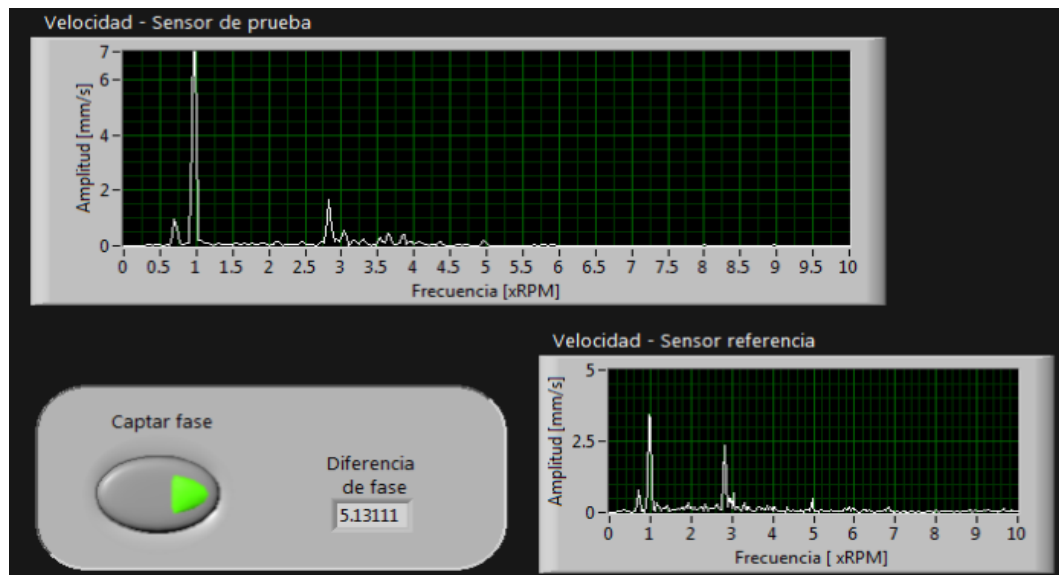 Velocidad - Sensor de prueba
7
6
4
2
0
Amplitud [mm/s]
0 0.5 1 1.5 2 2.5 3 3.5 4 4.5 5 5.5 6 6.5 7 7.5 8 8.5 9 9.5 10
Frecuencia [xRPM]
Velocidad - Sensor referencia
5
2.5
0
Amplitud [mm/s]
0 1 2 3 4 5 6 7 8 9 10
Frecuencia [ xRPM]
Captar fase
Diferencia
de fase
5.13111